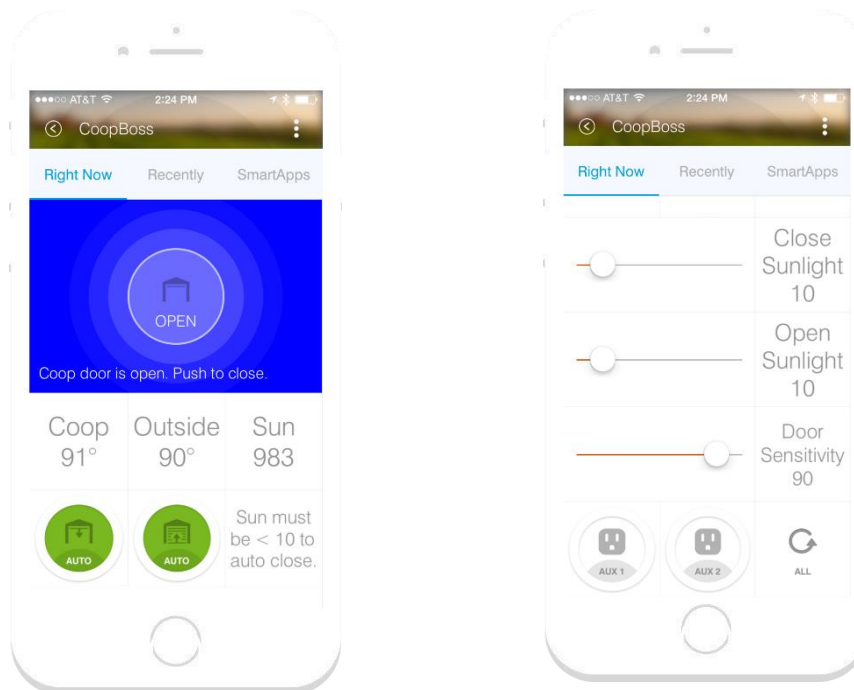 AT&T 2:24 PM
CoopBoss
Right Now Recently SmartApps
OPEN
Coop door is open. Push to close.
Coop Outside Sun
91° 90° 983
Sun must
be < 10 to
auto close.
AUTO AUTO
AT&T 2:24 PM
CoopBoss
Right Now Recently SmartApps
Close
Sunlight
10
Open
Sunlight
10
Door
Sensitivity
90
AUX 1 AUX 2 ALL